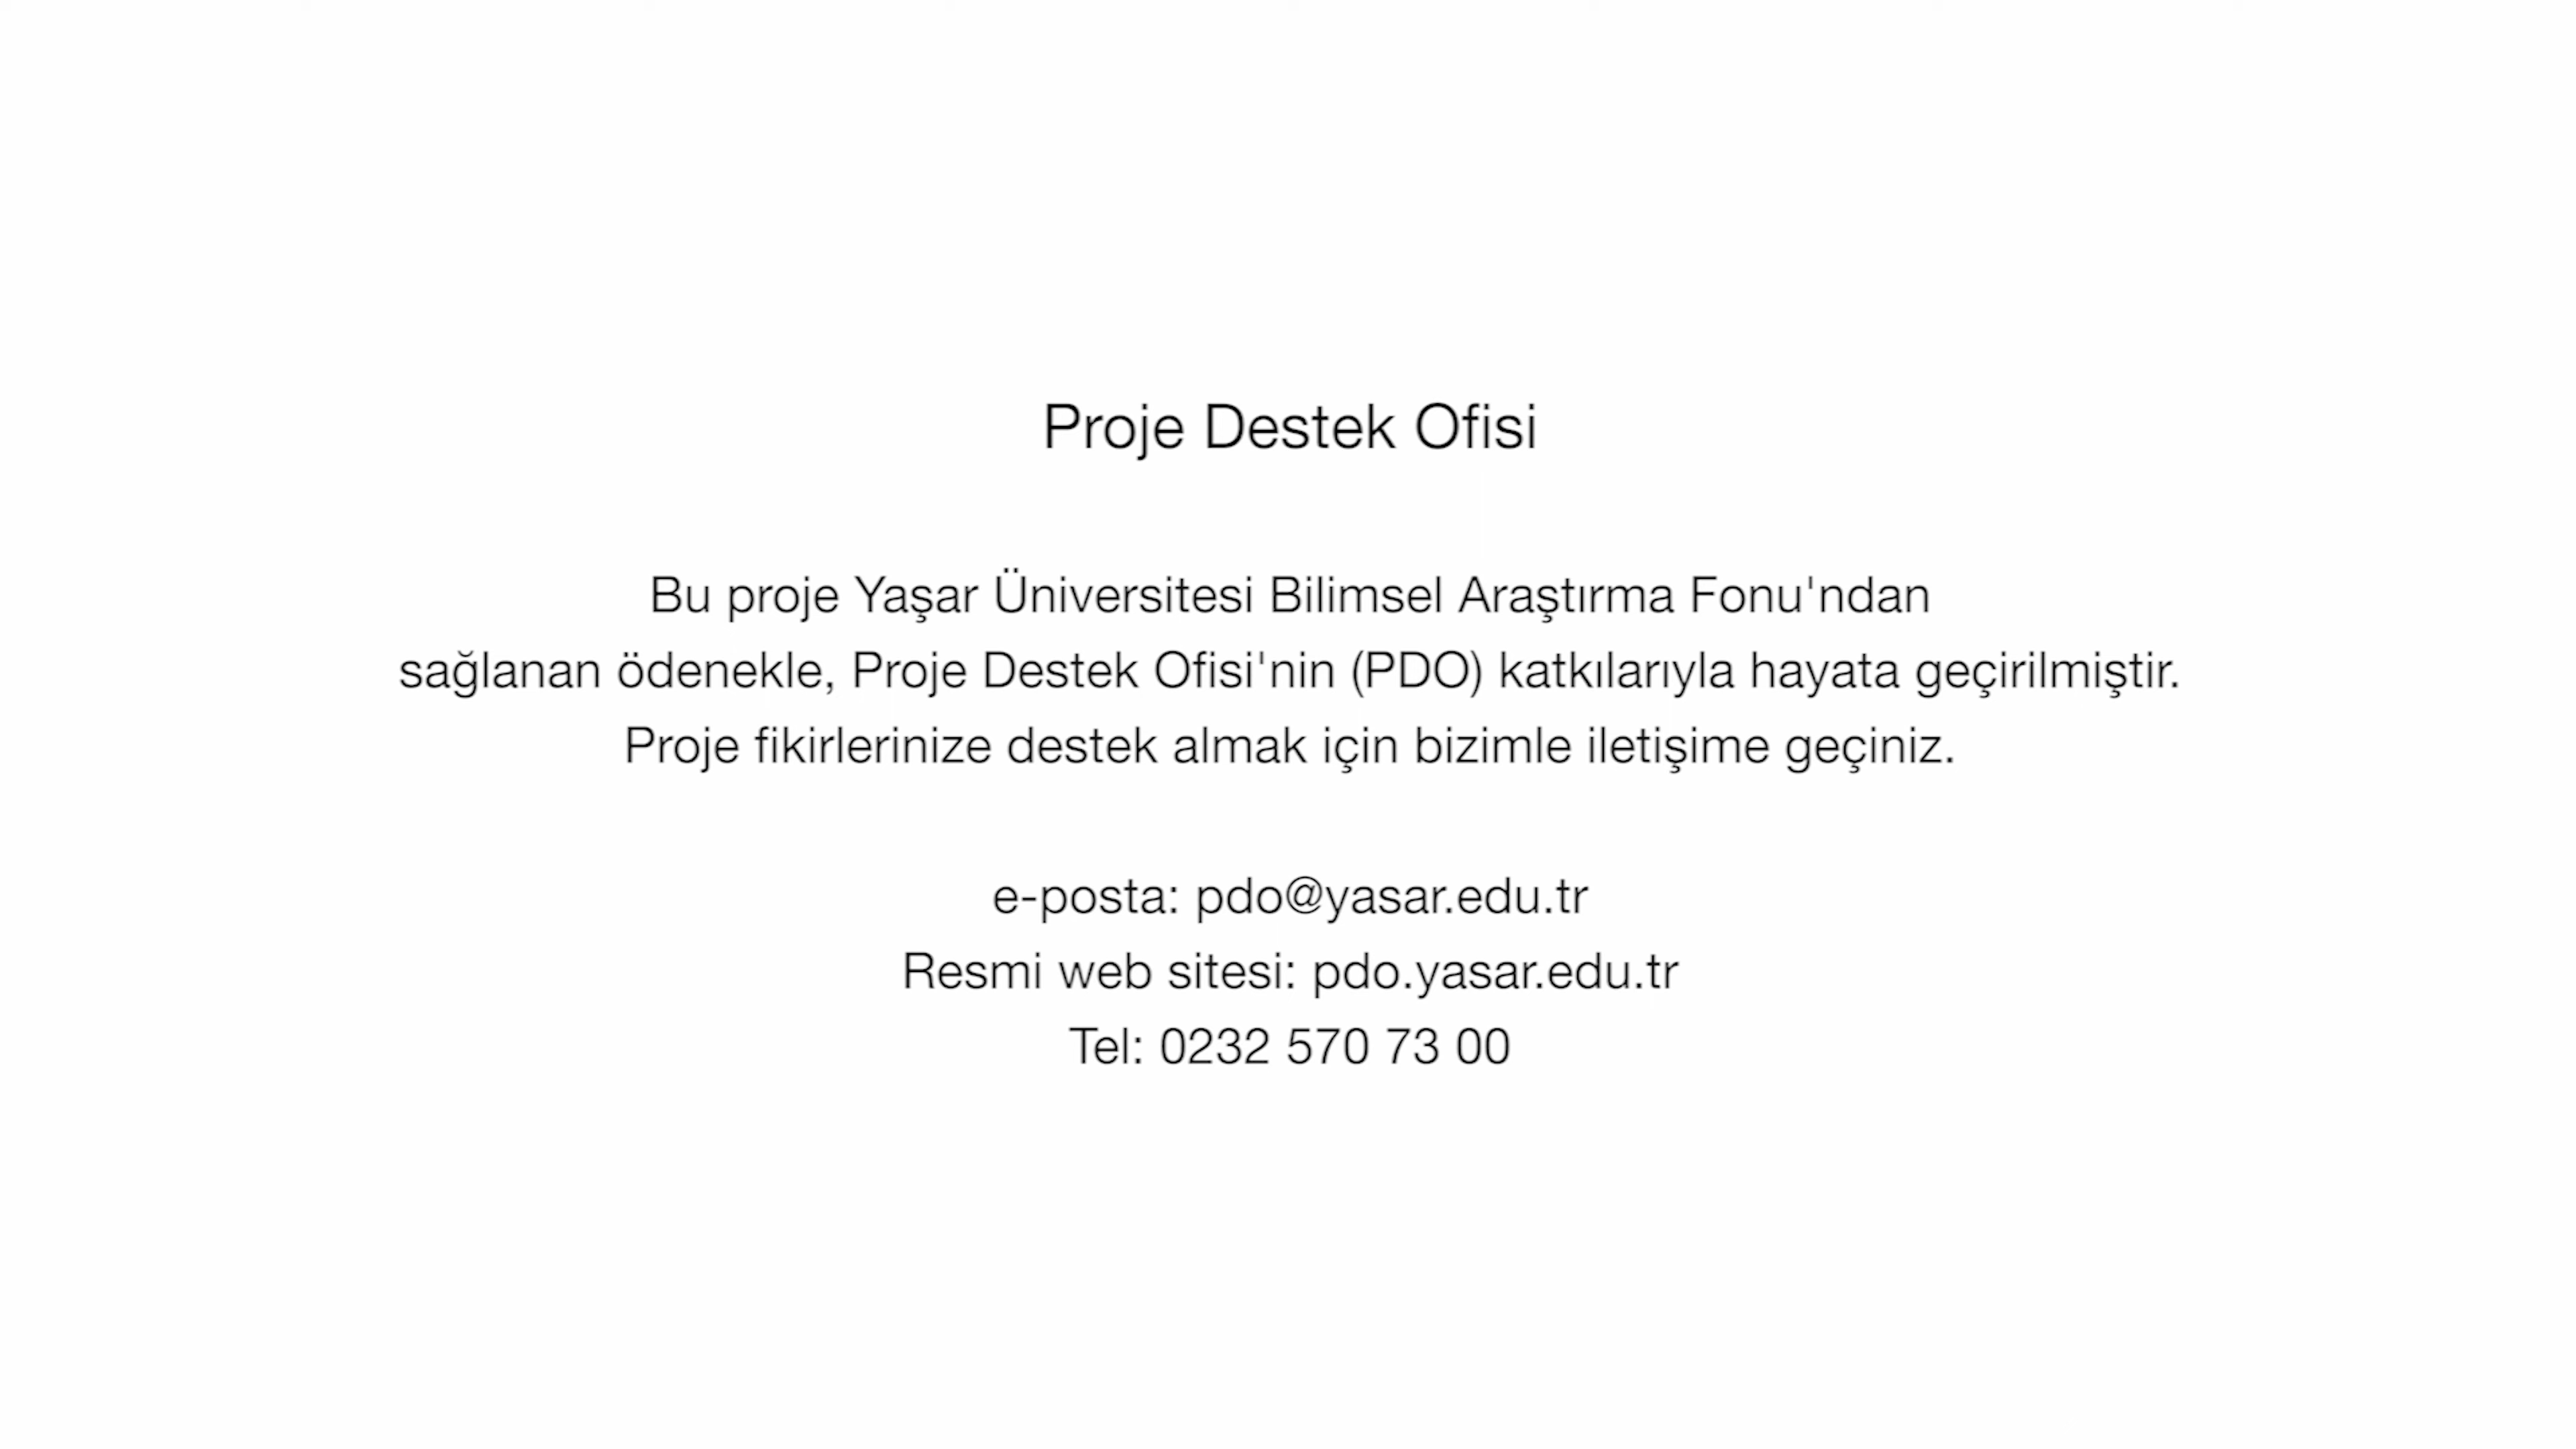 Proje Destek Ofisi
Bu proje Yaşar Üniversitesi Bilimsel Araştırma Fonu'ndan
sağlanan ödenekle, Proje Destek Ofisi'nin (PDO) katkılarıyla hayata geçirilmiştir.
Proje fikirlerinize destek almak için bizimle iletişime geçiniz.
e-posta: pdo@yasar.edu.tr
Resmi web sitesi: pdo.yasar.edu.tr
Tel: 0232 570 73 00